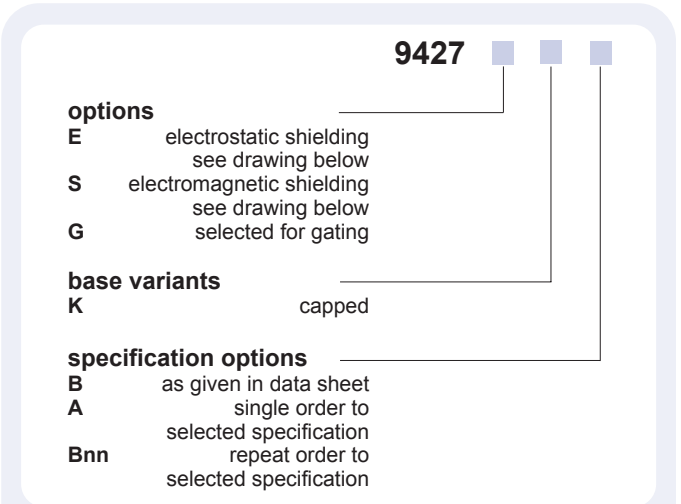 9427
options
E electrostatic shielding
see drawing below
S electromagnetic shielding
see drawing below
G selected for gating
base variants
K capped
specification options
B as given in data sheet
A single order to
selected specification
Bnn repeat order to
selected specification